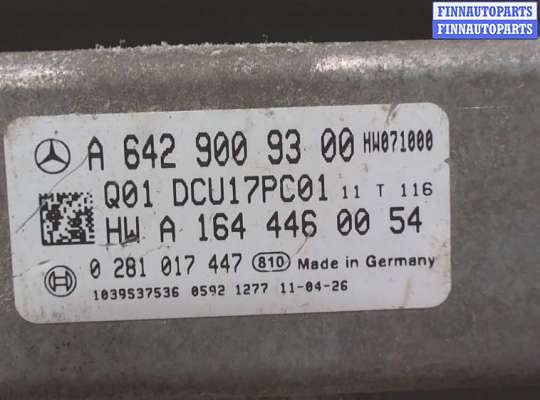 FINNAUTOPARTS
FINNAUTOPARTS
A 642 900 93 00 HW071000
Q01 DCU17PC01 11 T 116
HW A 164 446 00 54
0 281 017 447 810 Made in Germany
1039537536 0592 1277 11-04-26